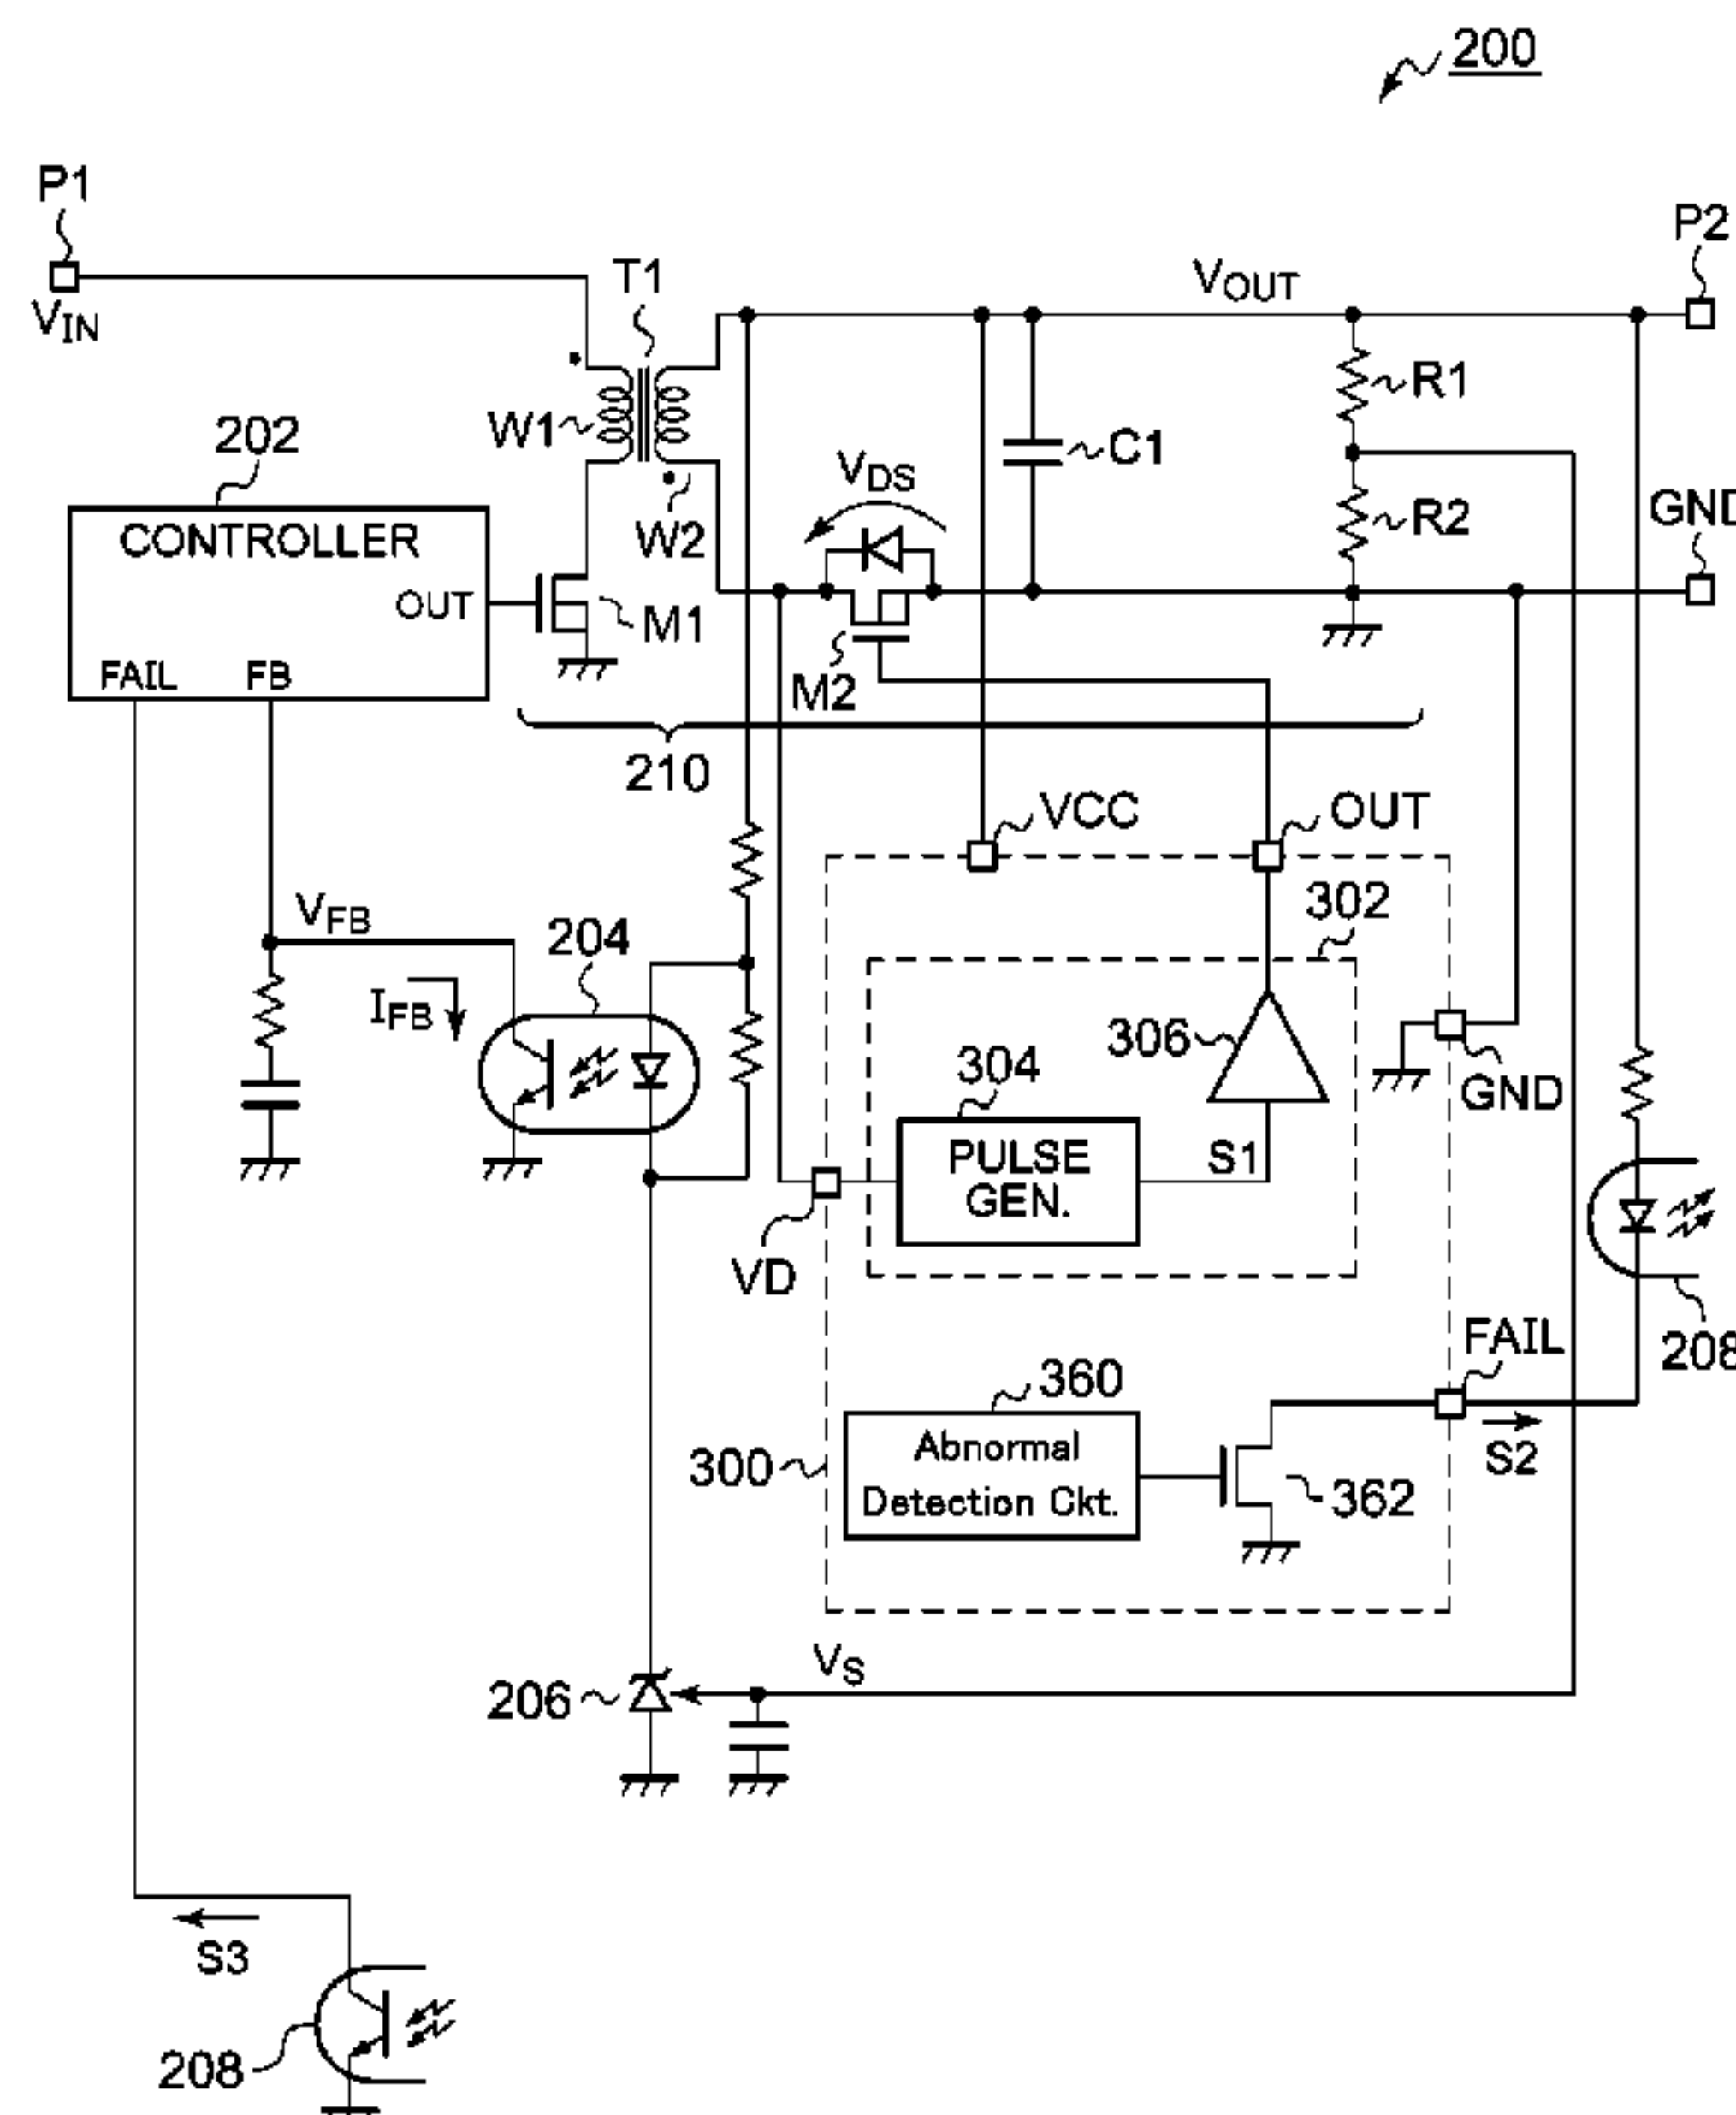 200
P1
P2
T1
VOUT
VIN
R1
202
W1
C1
VDS
GND
R2
CONTROLLER
W2
OUT
M1
FAIL FB
M2
210
VCC
OUT
302
VFB
204
IFB
306
304
GND
PULSE
GEN.
S1
VD
FAIL
208
360
Abnormal
Detection Ckt.
300
S2
362
VS
206
S3
208